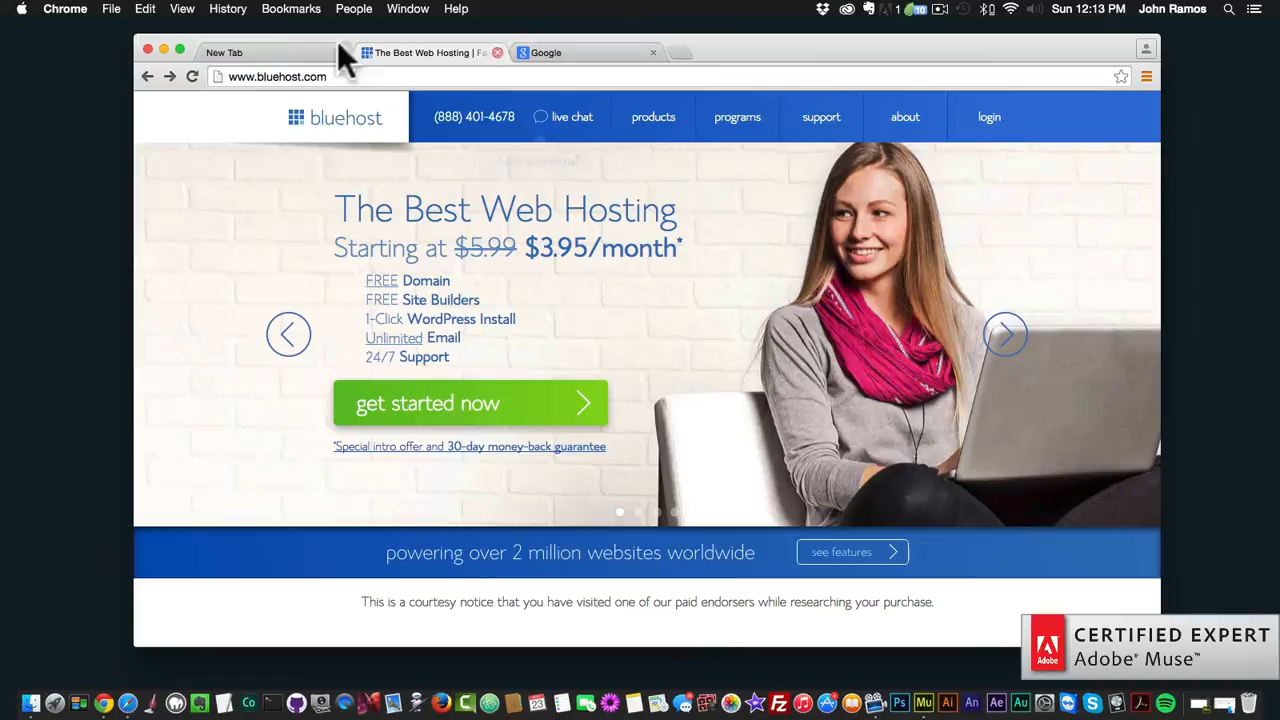 Chrome File Edit View History Bookmarks People Window Help
Sun 12:13 PM John Ramos
New Tab
The Best Web Hosting | Fa
Google
www.bluehost.com
bluehost
(888) 401-4678
live chat
products
programs
support
about
login
The Best Web Hosting
Starting at $5.99 $3.95/month*
FREE Domain
FREE Site Builders
1-Click WordPress Install
Unlimited Email
24/7 Support
get started now
*Special intro offer and 30-day money-back guarantee
powering over 2 million websites worldwide
see features
This is a courtesy notice that you have visited one of our paid endorsers while researching your purchase.
CERTIFIED EXPERT
Adobe® Muse™
Adobe